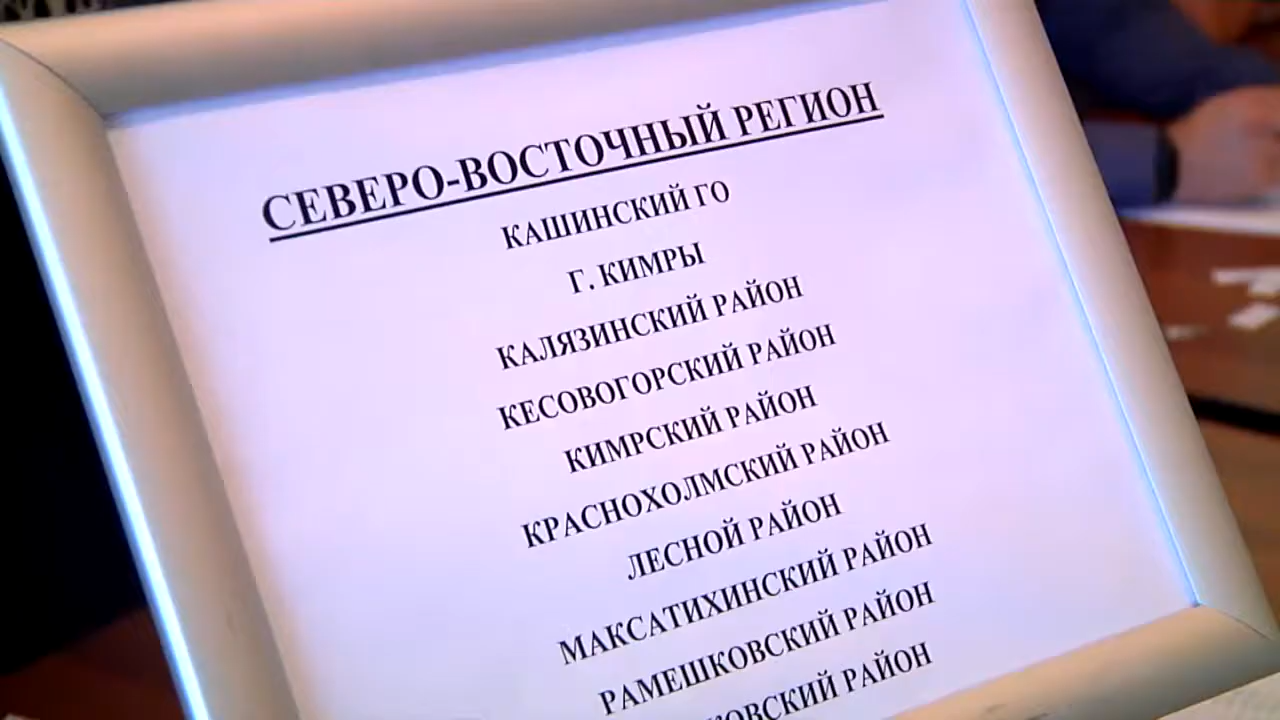 СЕВЕРО-ВОСТОЧНЫЙ РЕГИОН
КАШИНСКИЙ ГО
Г. КИМРЫ
КАЛЯЗИНСКИЙ РАЙОН
КЕСОВОГОРСКИЙ РАЙОН
КИМРСКИЙ РАЙОН
КРАСНОХОЛМСКИЙ РАЙОН
ЛЕСНОЙ РАЙОН
МАКСАТИХИНСКИЙ РАЙОН
РАМЕШКОВСКИЙ РАЙОН
РАЙОН